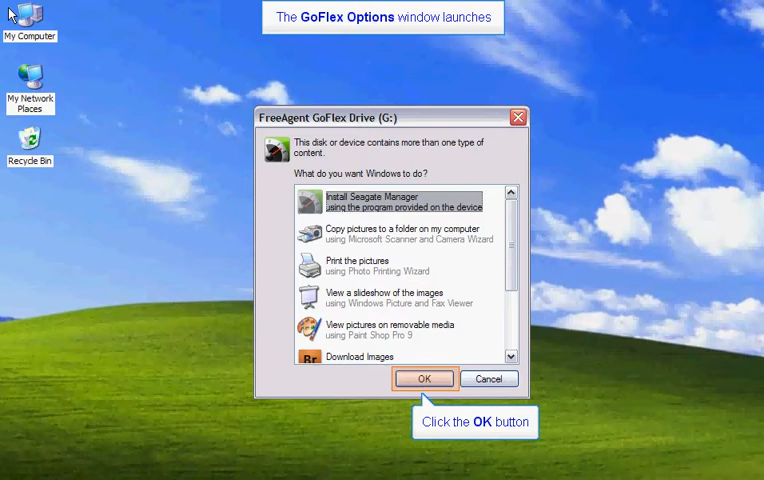 The GoFlex Options window launches
My Computer
My Network
Places
Recycle Bin
FreeAgent GoFlex Drive (G:)
This disk or device contains more than one type of
content.
What do you want Windows to do?
Install Seagate Manager
using the program provided on the device
Copy pictures to a folder on my computer
using Microsoft Scanner and Camera Wizard
Print the pictures
using Photo Printing Wizard
View a slideshow of the images
using Windows Picture and Fax Viewer
View pictures on removable media
using Paint Shop Pro 9
Br
Download Images
OK
Cancel
Click the OK button